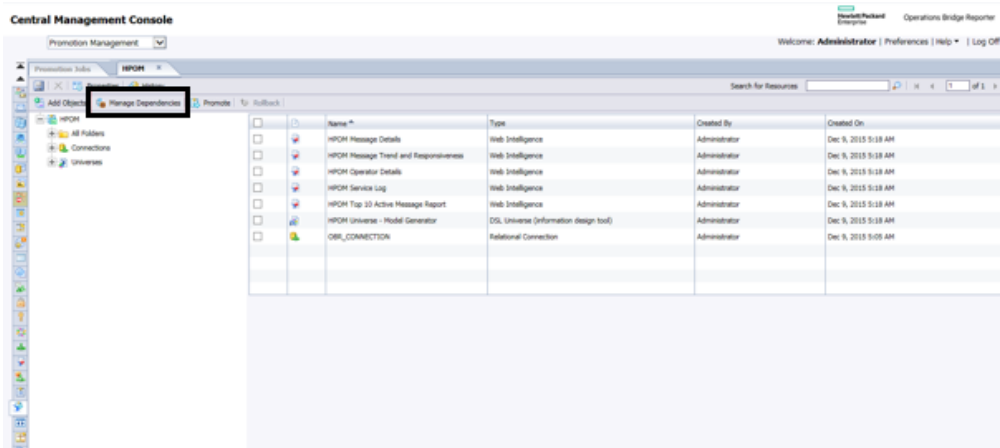 Central Management Console
Hewlett Packard Enterprise
Operations Bridge Reporter
Promotion Management
Welcome: Administrator | Preferences | Help | Log Off
Promotion Jobs
HPOM ×
Properties History
Search for Resources 1 of 1
Add Objects Manage Dependencies Promote Rollback
HPOM
All Folders
Connections
Universes
Name Type Created By Created On
HPOM Message Details Web Intelligence Administrator Dec 9, 2015 5:18 AM
HPOM Message Trend and Responsiveness Web Intelligence Administrator Dec 9, 2015 5:18 AM
HPOM Operator Details Web Intelligence Administrator Dec 9, 2015 5:18 AM
HPOM Service Log Web Intelligence Administrator Dec 9, 2015 5:18 AM
HPOM Top 10 Active Message Report Web Intelligence Administrator Dec 9, 2015 5:18 AM
HPOM Universe - Model Generator DSL Universe (information design tool) Administrator Dec 9, 2015 5:18 AM
OBR_CONNECTION Relational Connection Administrator Dec 9, 2015 5:05 AM